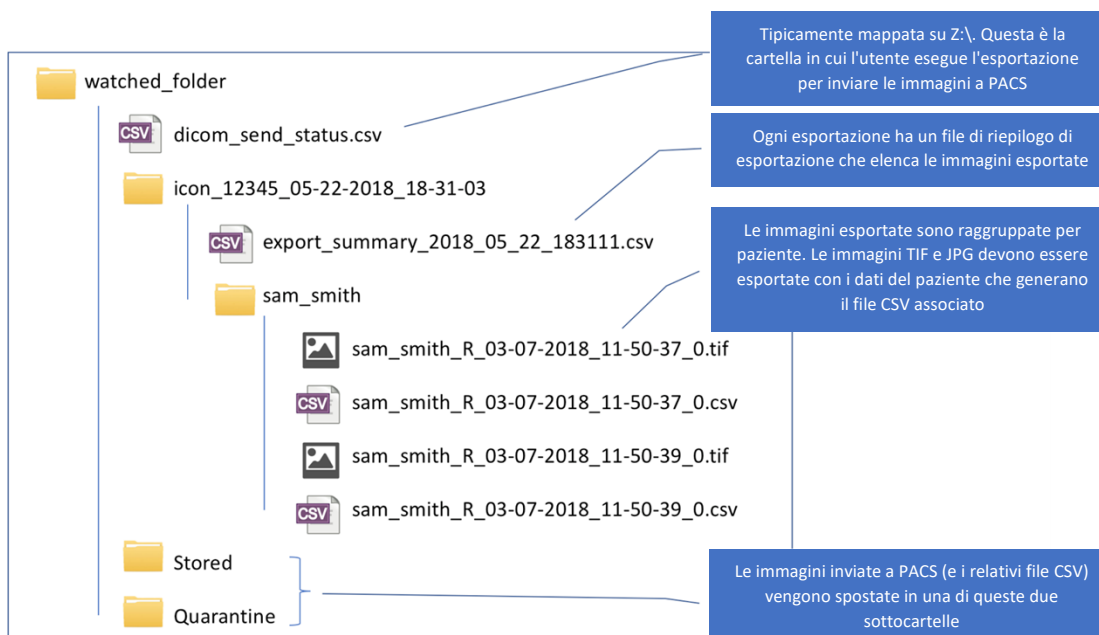 Tipicamente mappata su Z:\. Questa è la
cartella in cui l'utente esegue l'esportazione
per inviare le immagini a PACS
watched_folder
CSV
dicom_send_status.csv
Ogni esportazione ha un file di riepilogo di
esportazione che elenca le immagini esportate
icon_12345_05-22-2018_18-31-03
CSV
export_summary_2018_05_22_183111.csv
Le immagini esportate sono raggruppate per
paziente. Le immagini TIF e JPG devono essere
esportate con i dati del paziente che generano
il file CSV associato
sam_smith
sam_smith_R_03-07-2018_11-50-37_0.tif
CSV
sam_smith_R_03-07-2018_11-50-37_0.csv
sam_smith_R_03-07-2018_11-50-39_0.tif
CSV
sam_smith_R_03-07-2018_11-50-39_0.csv
Stored
Quarantine
Le immagini inviate a PACS (e i relativi file CSV)
vengono spostate in una di queste due
sottocartelle